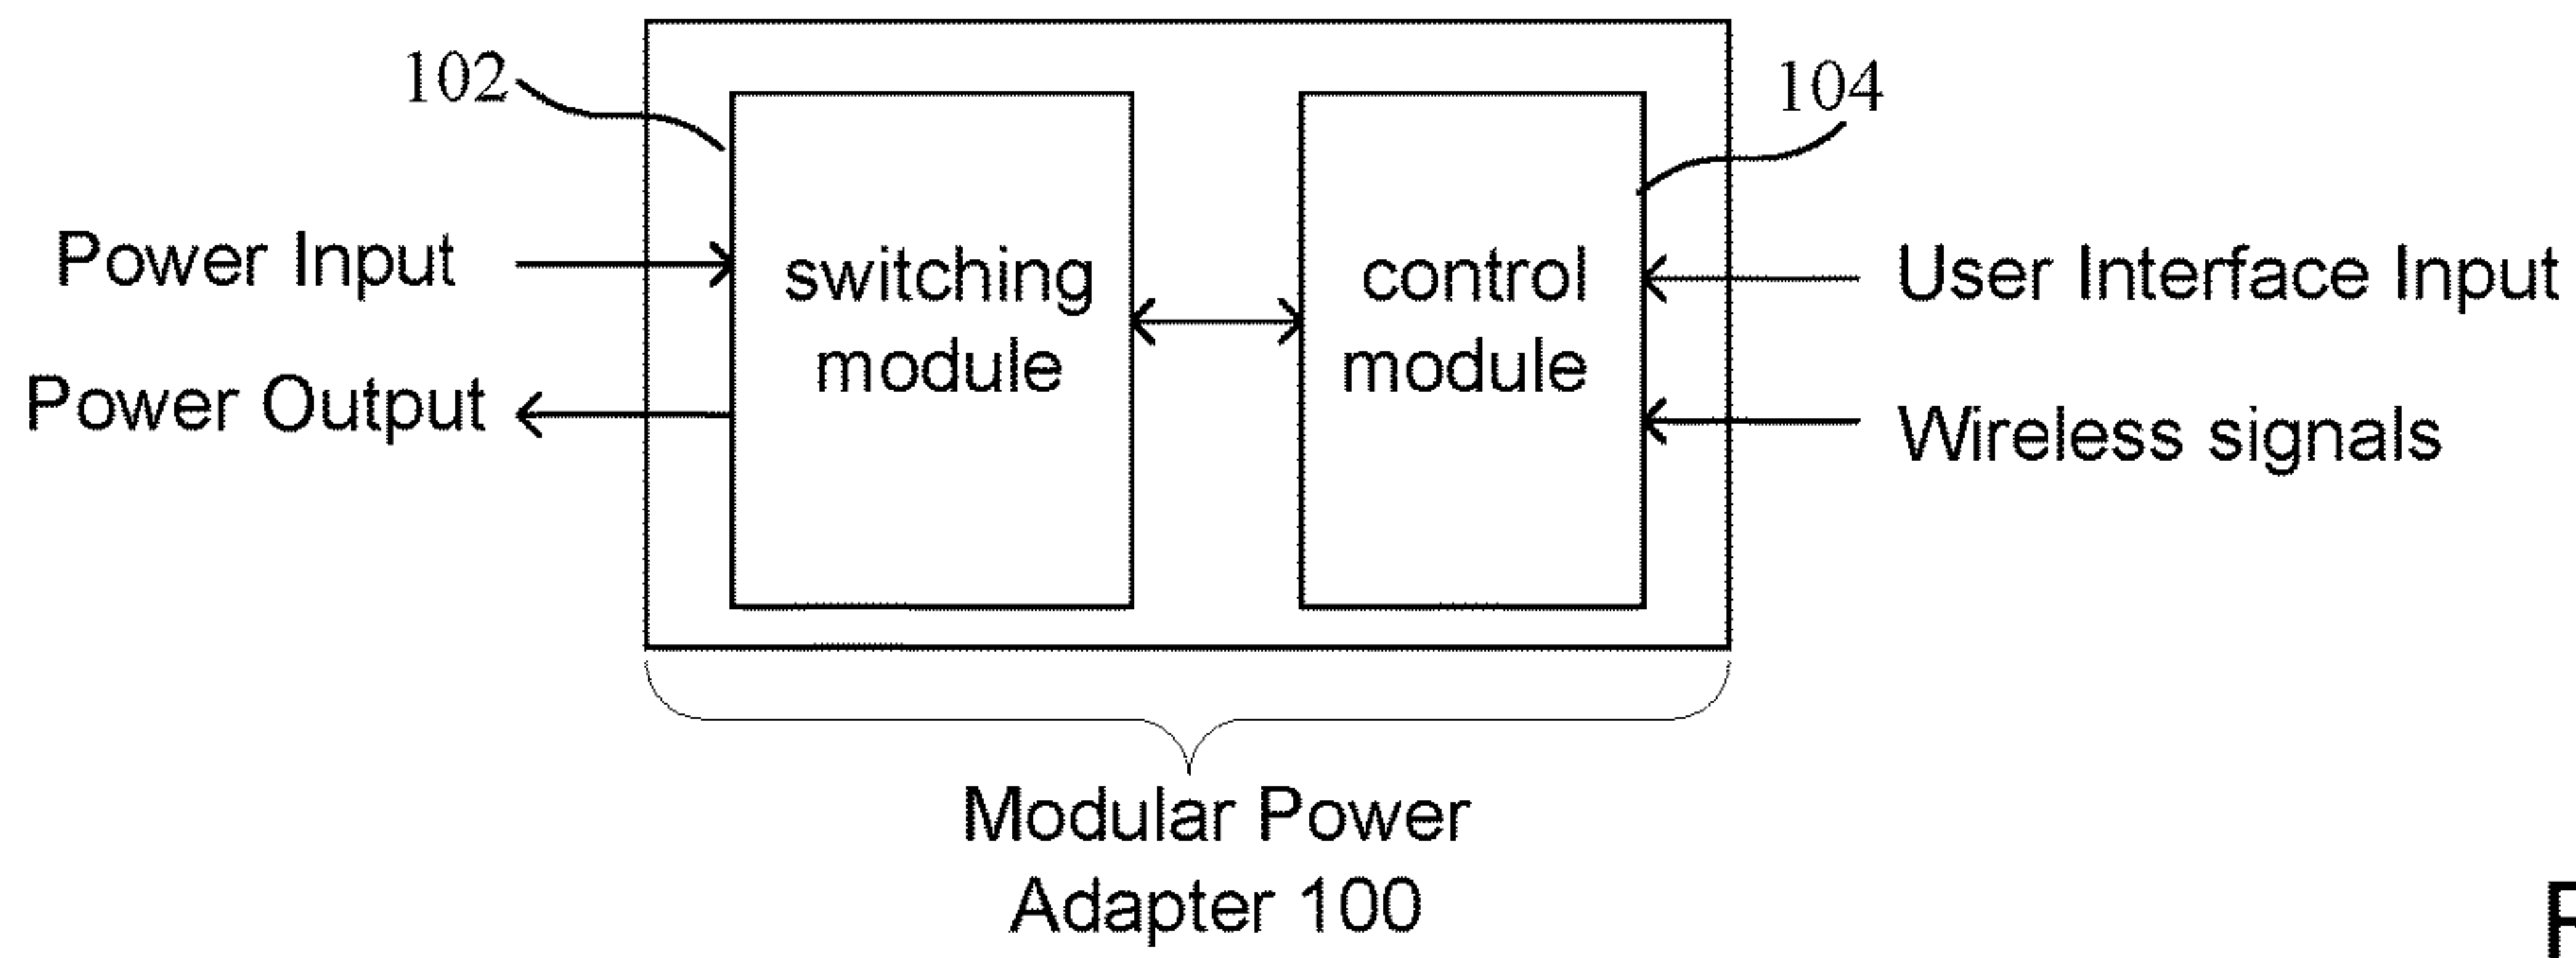 102
104
Power Input
switching
module
control
module
User Interface Input
Power Output
Wireless signals
Modular Power
Adapter 100